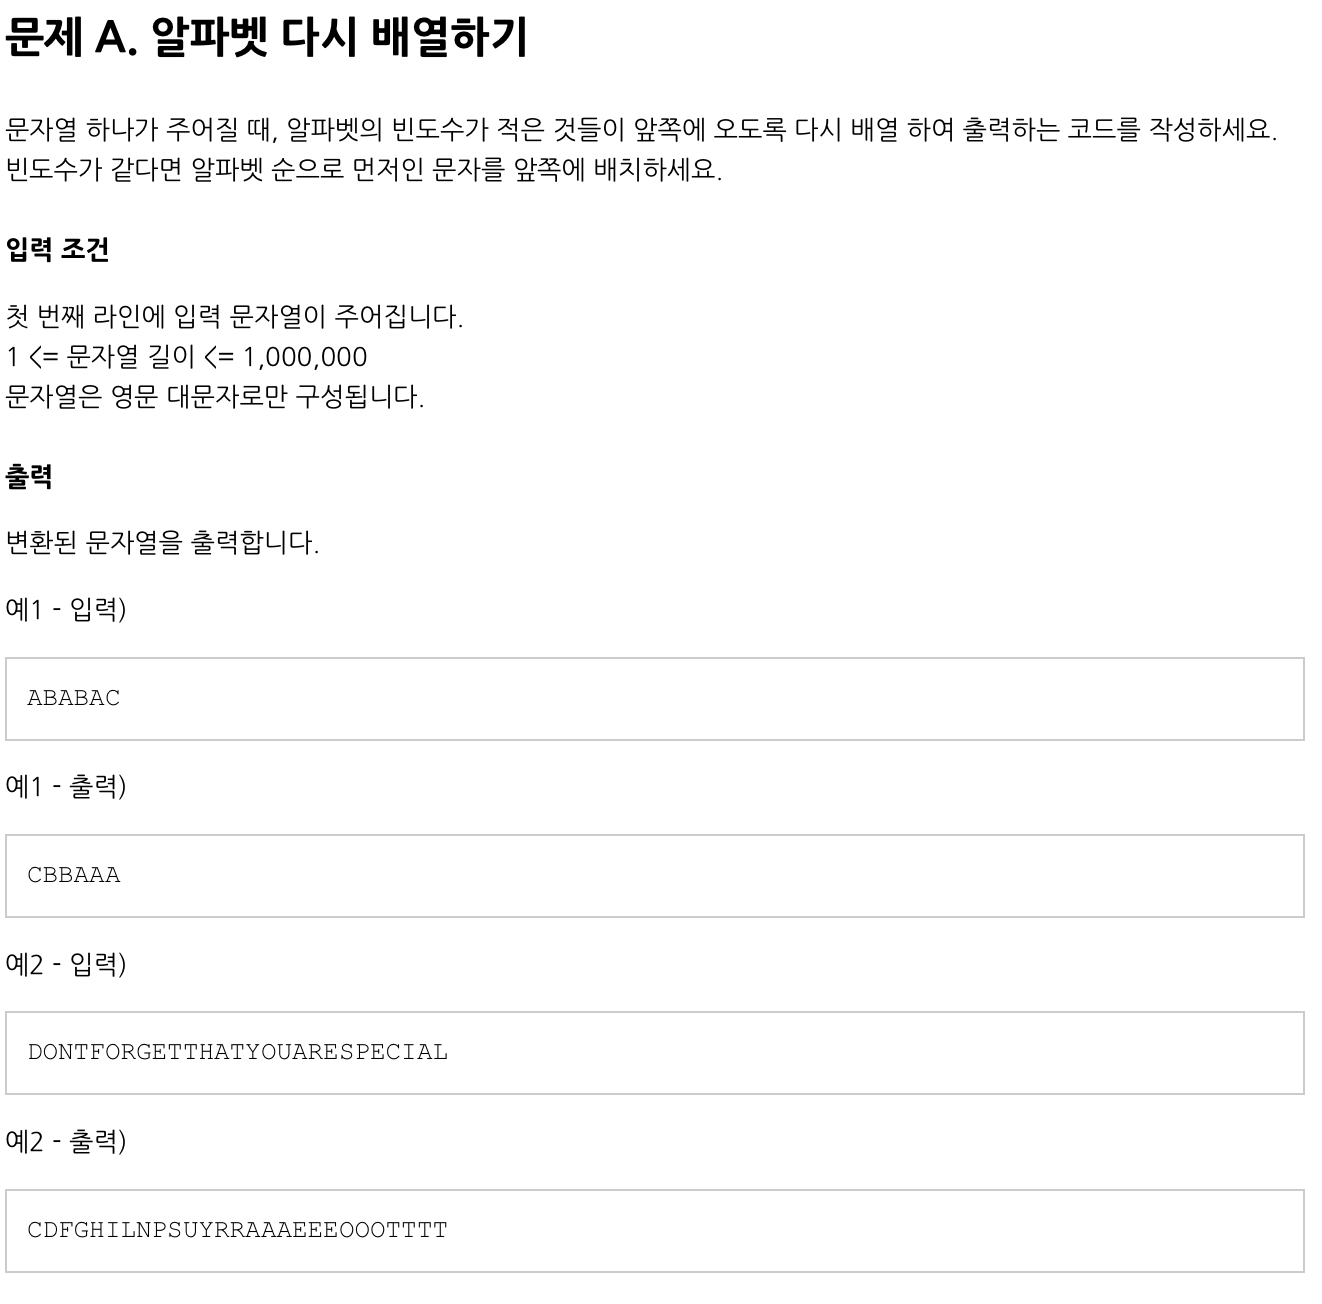 문제 A. 알파벳 다시 배열하기
문자열 하나가 주어질 때, 알파벳의 빈도수가 적은 것들이 앞쪽에 오도록 다시 배열 하여 출력하는 코드를 작성하세요.
빈도수가 같다면 알파벳 순으로 먼저인 문자를 앞쪽에 배치하세요.
입력 조건
첫 번째 라인에 입력 문자열이 주어집니다.
1 <= 문자열 길이 <= 1,000,000
문자열은 영문 대문자로만 구성됩니다.
출력
변환된 문자열을 출력합니다.
예1 - 입력)
ABABAC
예1 - 출력)
CBBAAA
예2 - 입력)
DONTFORGETTHATYOUARESPECIAL
예2 - 출력)
CDFGHILNPSUYRRAAAEEEOOOTTTT